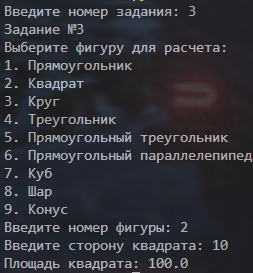 Введите номер задания: 3
Задание №3
Выберите фигуру для расчета:
1. Прямоугольник
2. Квадрат
3. Круг
4. Треугольник
5. Прямоугольный треугольник
6. Прямоугольный параллелепипед
7. Куб
8. Шар
9. Конус
Введите номер фигуры: 2
Введите сторону квадрата: 10
Площадь квадрата: 100.0